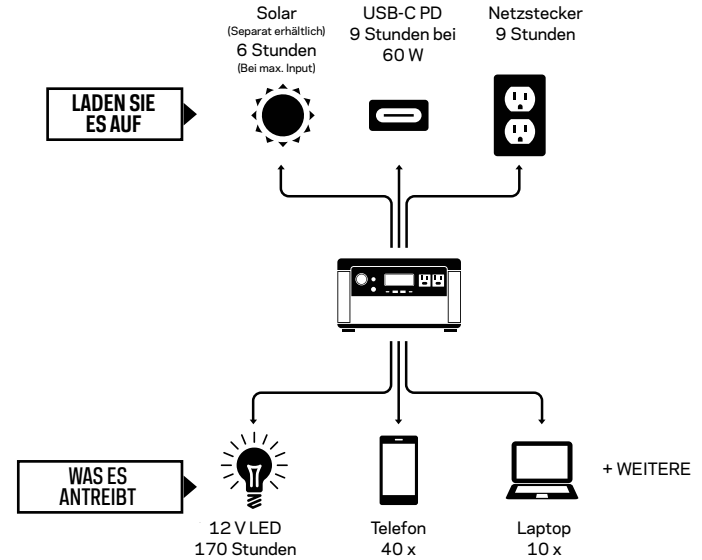 Solar
(Separat erhältlich)
6 Stunden
(Bei max. Input)
USB-C PD
9 Stunden bei
60 W
Netzstecker
9 Stunden
LADEN SIE
ES AUF
WAS ES
ANTREIBT
12 V LED
170 Stunden
Telefon
40 x
Laptop
10 x
+ WEITERE